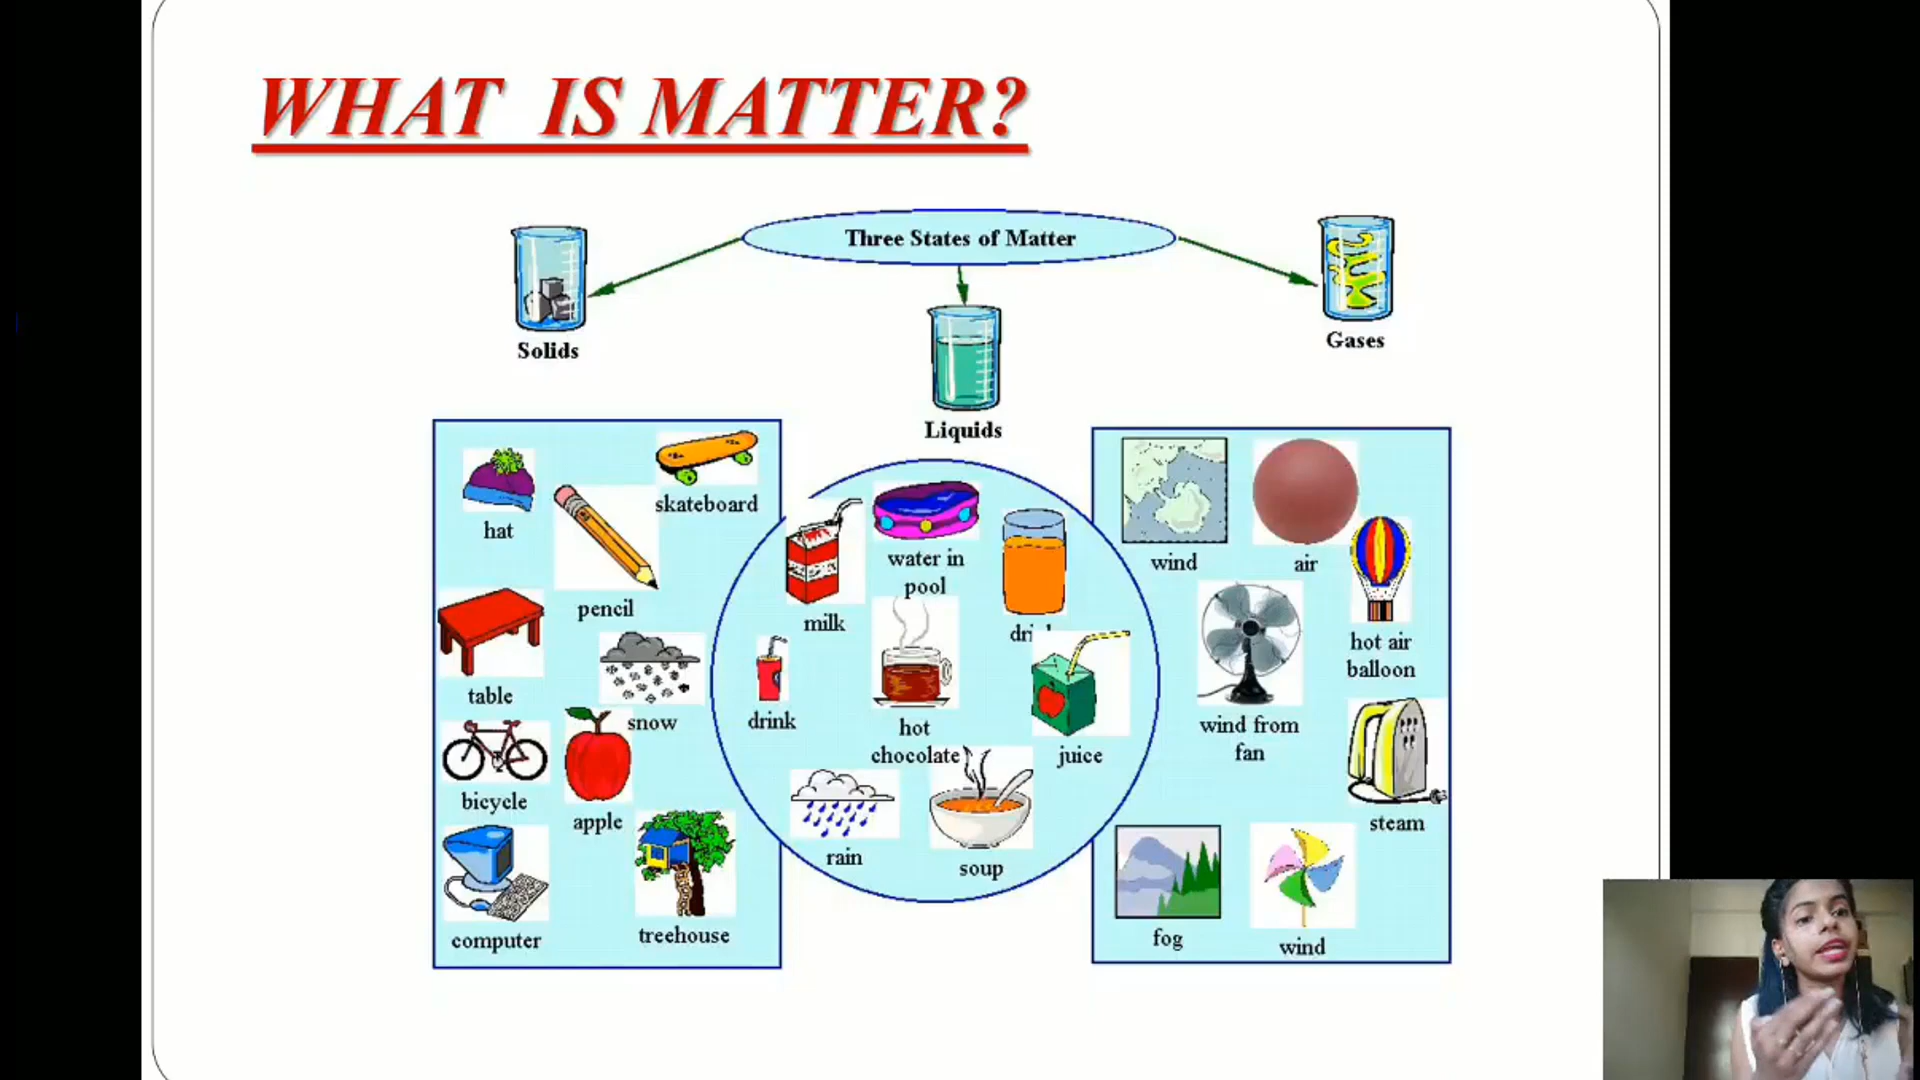 WHAT IS MATTER?
Three States of Matter
Solids
Liquids
Gases
hat
skateboard
pencil
table
snow
bicycle
apple
computer
treehouse
milk
water in
pool
drink
hot
chocolate
juice
rain
soup
wind
air
hot air
balloon
wind from
fan
steam
fog
wind